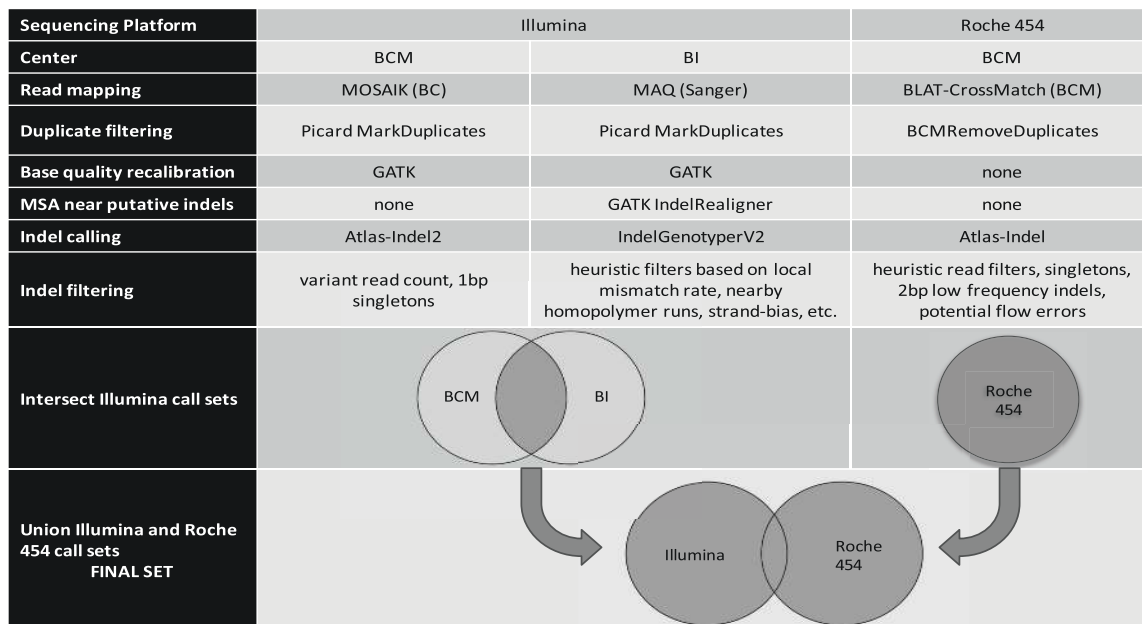 Sequencing Platform Illumina Roche 454
Center BCM BI BCM
Read mapping MOSAIK (BC) MAQ (Sanger) BLAT-CrossMatch (BCM)
Duplicate filtering Picard MarkDuplicates Picard MarkDuplicates BCMRemoveDuplicates
Base quality recalibration GATK GATK none
MSA near putative indels none GATK IndelRealigner none
Indel calling Atlas-Indel2 IndelGenotyperV2 Atlas-Indel
Indel filtering
variant read count, 1bp
singletons
heuristic filters based on local
mismatch rate, nearby
homopolymer runs, strand-bias, etc.
heuristic read filters, singletons,
2bp low frequency indels,
potential flow errors
Intersect Illumina call sets
BCM BI
Roche
454
Union Illumina and Roche
454 call sets
FINAL SET
Illumina
Roche
454